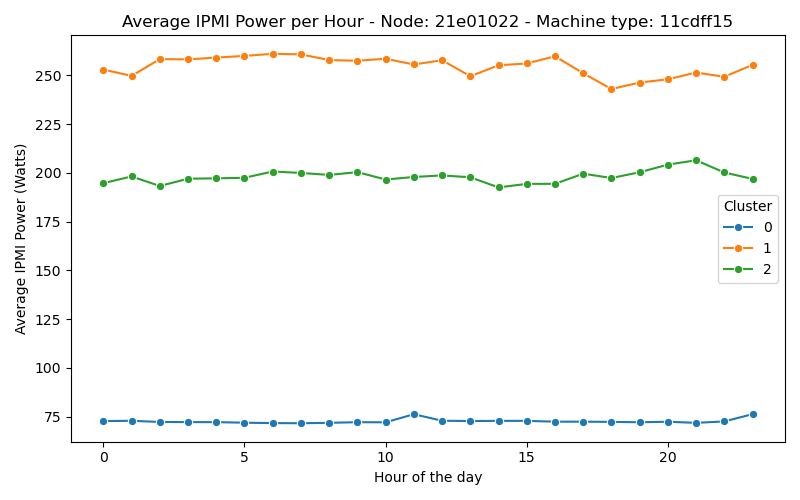 Average IPMI Power per Hour - Node: 21e01022 - Machine type: 11cdff15
Average IPMI Power (Watts)
250
225
200
175
150
125
100
75
Cluster
0
1
2
0 5 10 15 20
Hour of the day